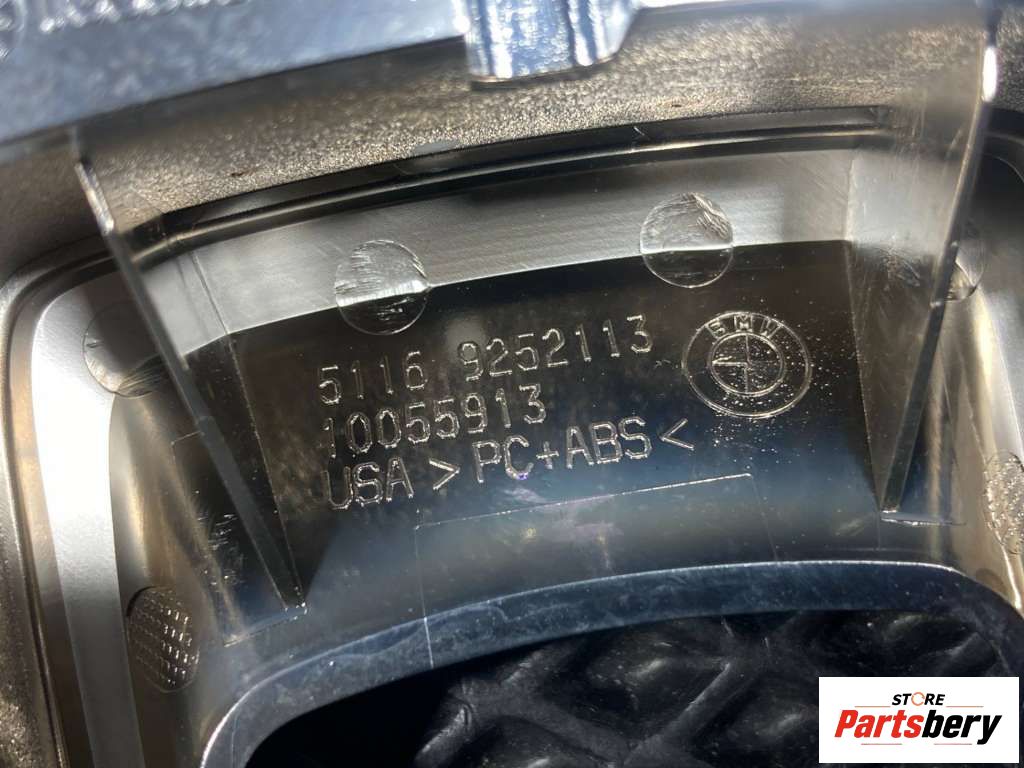 5116 9252113
10055913
USA >PC+ABS<
BMW
STORE
Partsbery